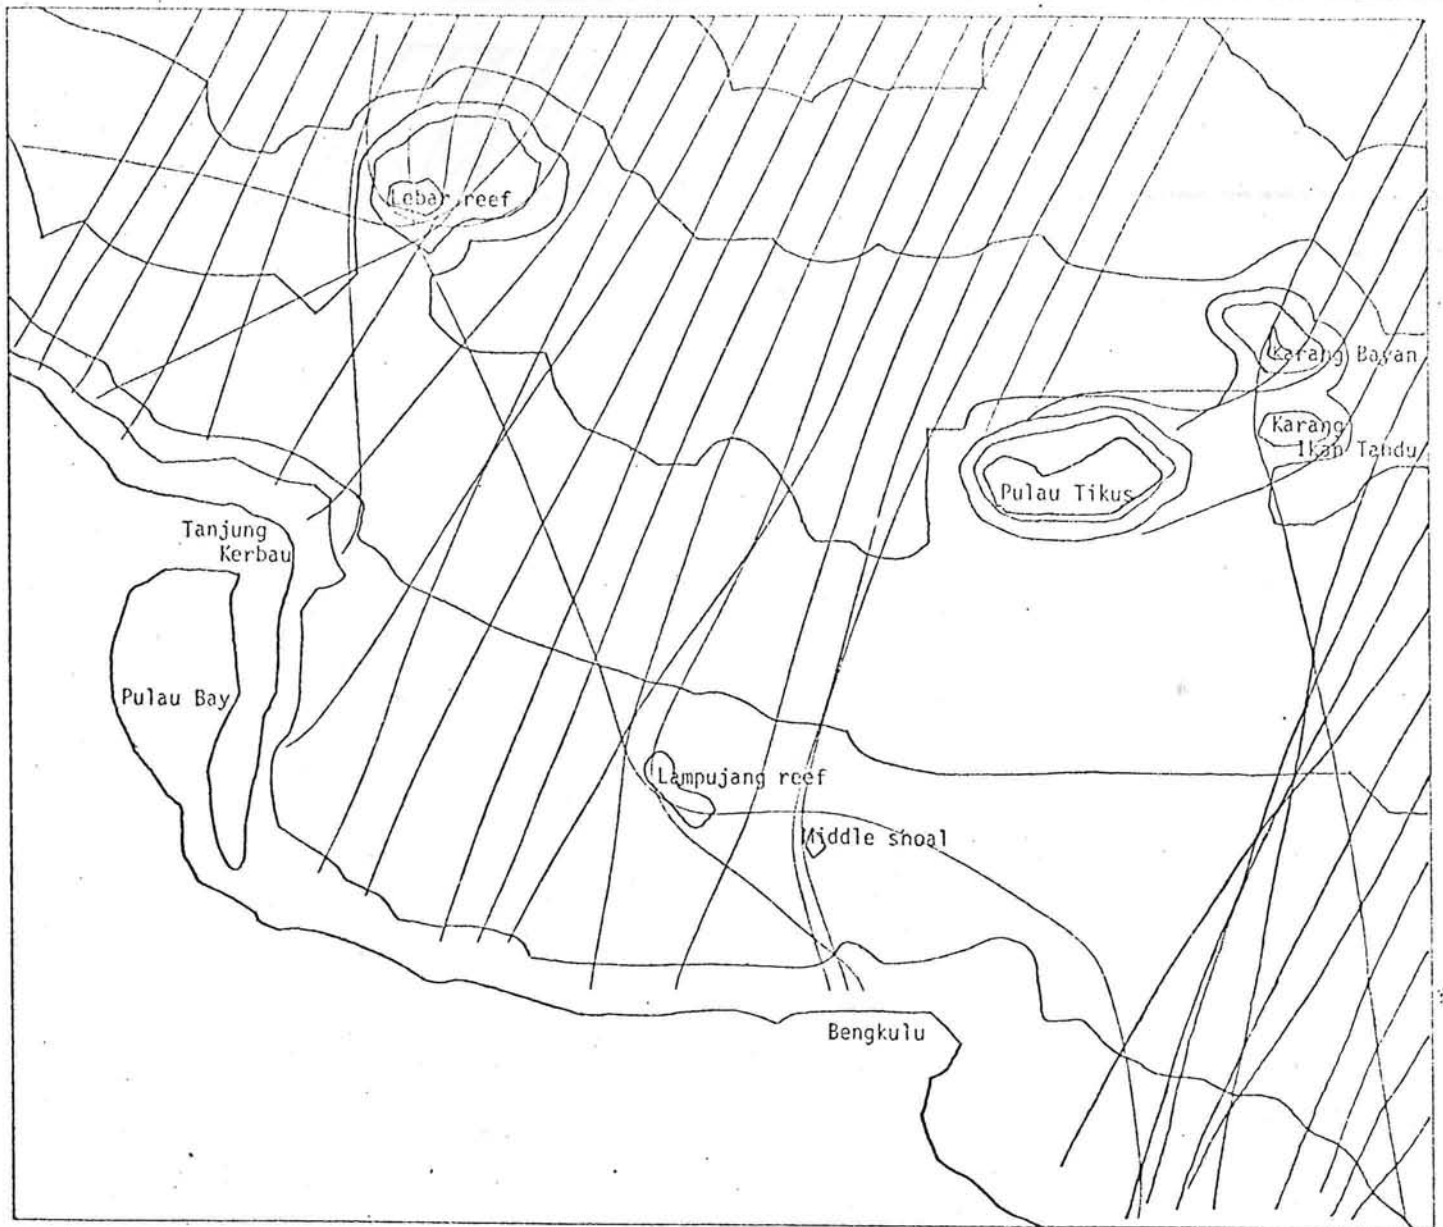 Lebar reef
Karang Bayan
Karang
Ikan Tandu
Pulau Tikus
Tanjung
Kerbau
Pulau Bay
Lampujang reef
Middle shoal
Bengkulu